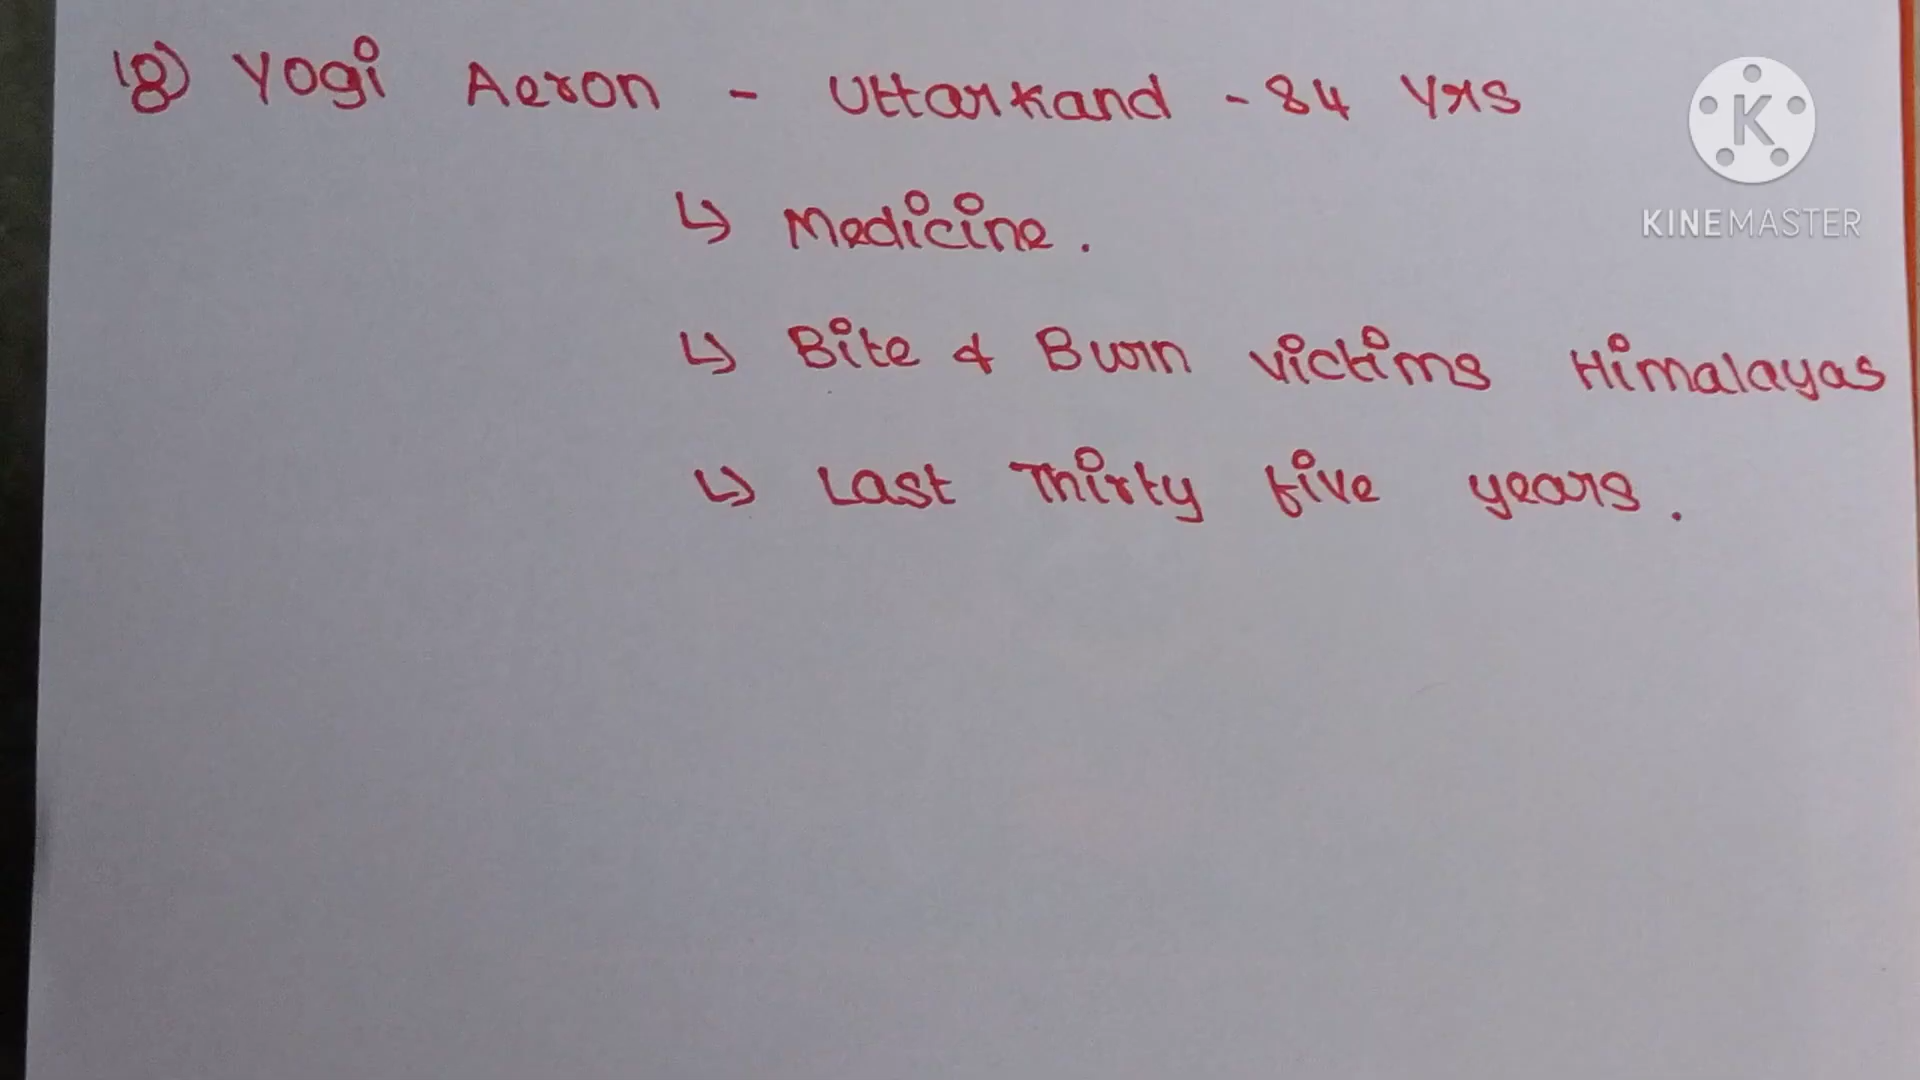 18) Yogi Aeron - Uttarkand - 84 Yrs
↳ Medicine.
↳ Bite & Burn victims Himalayas
↳ Last Thirty five years.
KINEMASTER